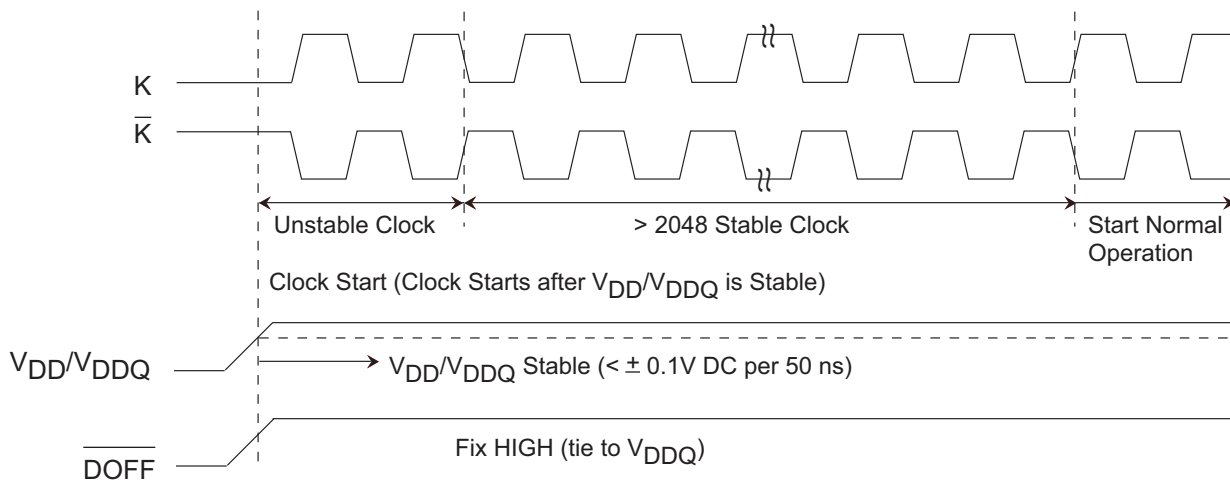 K
K̅
Unstable Clock
> 2048 Stable Clock
Start Normal
Operation
Clock Start (Clock Starts after VDD/VDDQ is Stable)
VDD/VDDQ
VDD/VDDQ Stable (< ± 0.1V DC per 50 ns)
D̅O̅F̅F̅
Fix HIGH (tie to VDDQ)